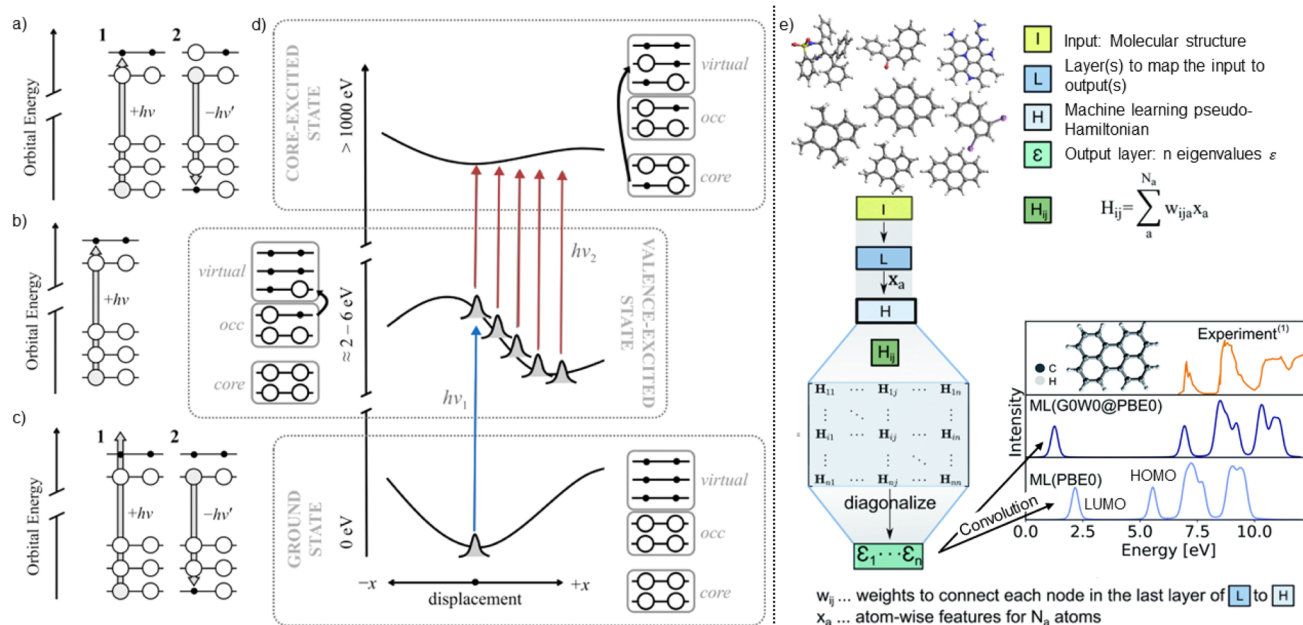 a)
1
2
Orbital Energy
+hν
−hν'
b)
Orbital Energy
+hν
c)
1
2
Orbital Energy
+hν
−hν'
d)
CORE-EXCITED
STATE
> 1000 eV
virtual
occ
core
virtual
occ
core
≈ 2 − 6 eV
hν2
hν1
VALENCE-EXCITED
STATE
GROUND
STATE
0 eV
virtual
occ
core
−x
+x
displacement
e)
I
Input: Molecular structure
L
Layer(s) to map the input to
output(s)
H
Machine learning pseudo-
Hamiltonian
ε
Output layer: n eigenvalues ε
Hij
Hij= Na ∑ a wijaxa
I
L
xa
H
Hij
H11 ⋯ H1j ⋯ H1n
⋮ ⋱ ⋮ ⋮
Hi1 ⋯ Hij ⋯ Hin
⋮ ⋮ ⋱ ⋮
Hn1 ⋯ Hnj ⋯ Hnn
diagonalize
ε1 ⋯ εn
Convolution
Experiment(1)
C
H
ML(G0W0@PBE0)
ML(PBE0)
HOMO
LUMO
Intensity
0.0 2.5 5.0 7.5 10.0
Energy [eV]
wij ... weights to connect each node in the last layer of L to H
xa ... atom-wise features for Na atoms